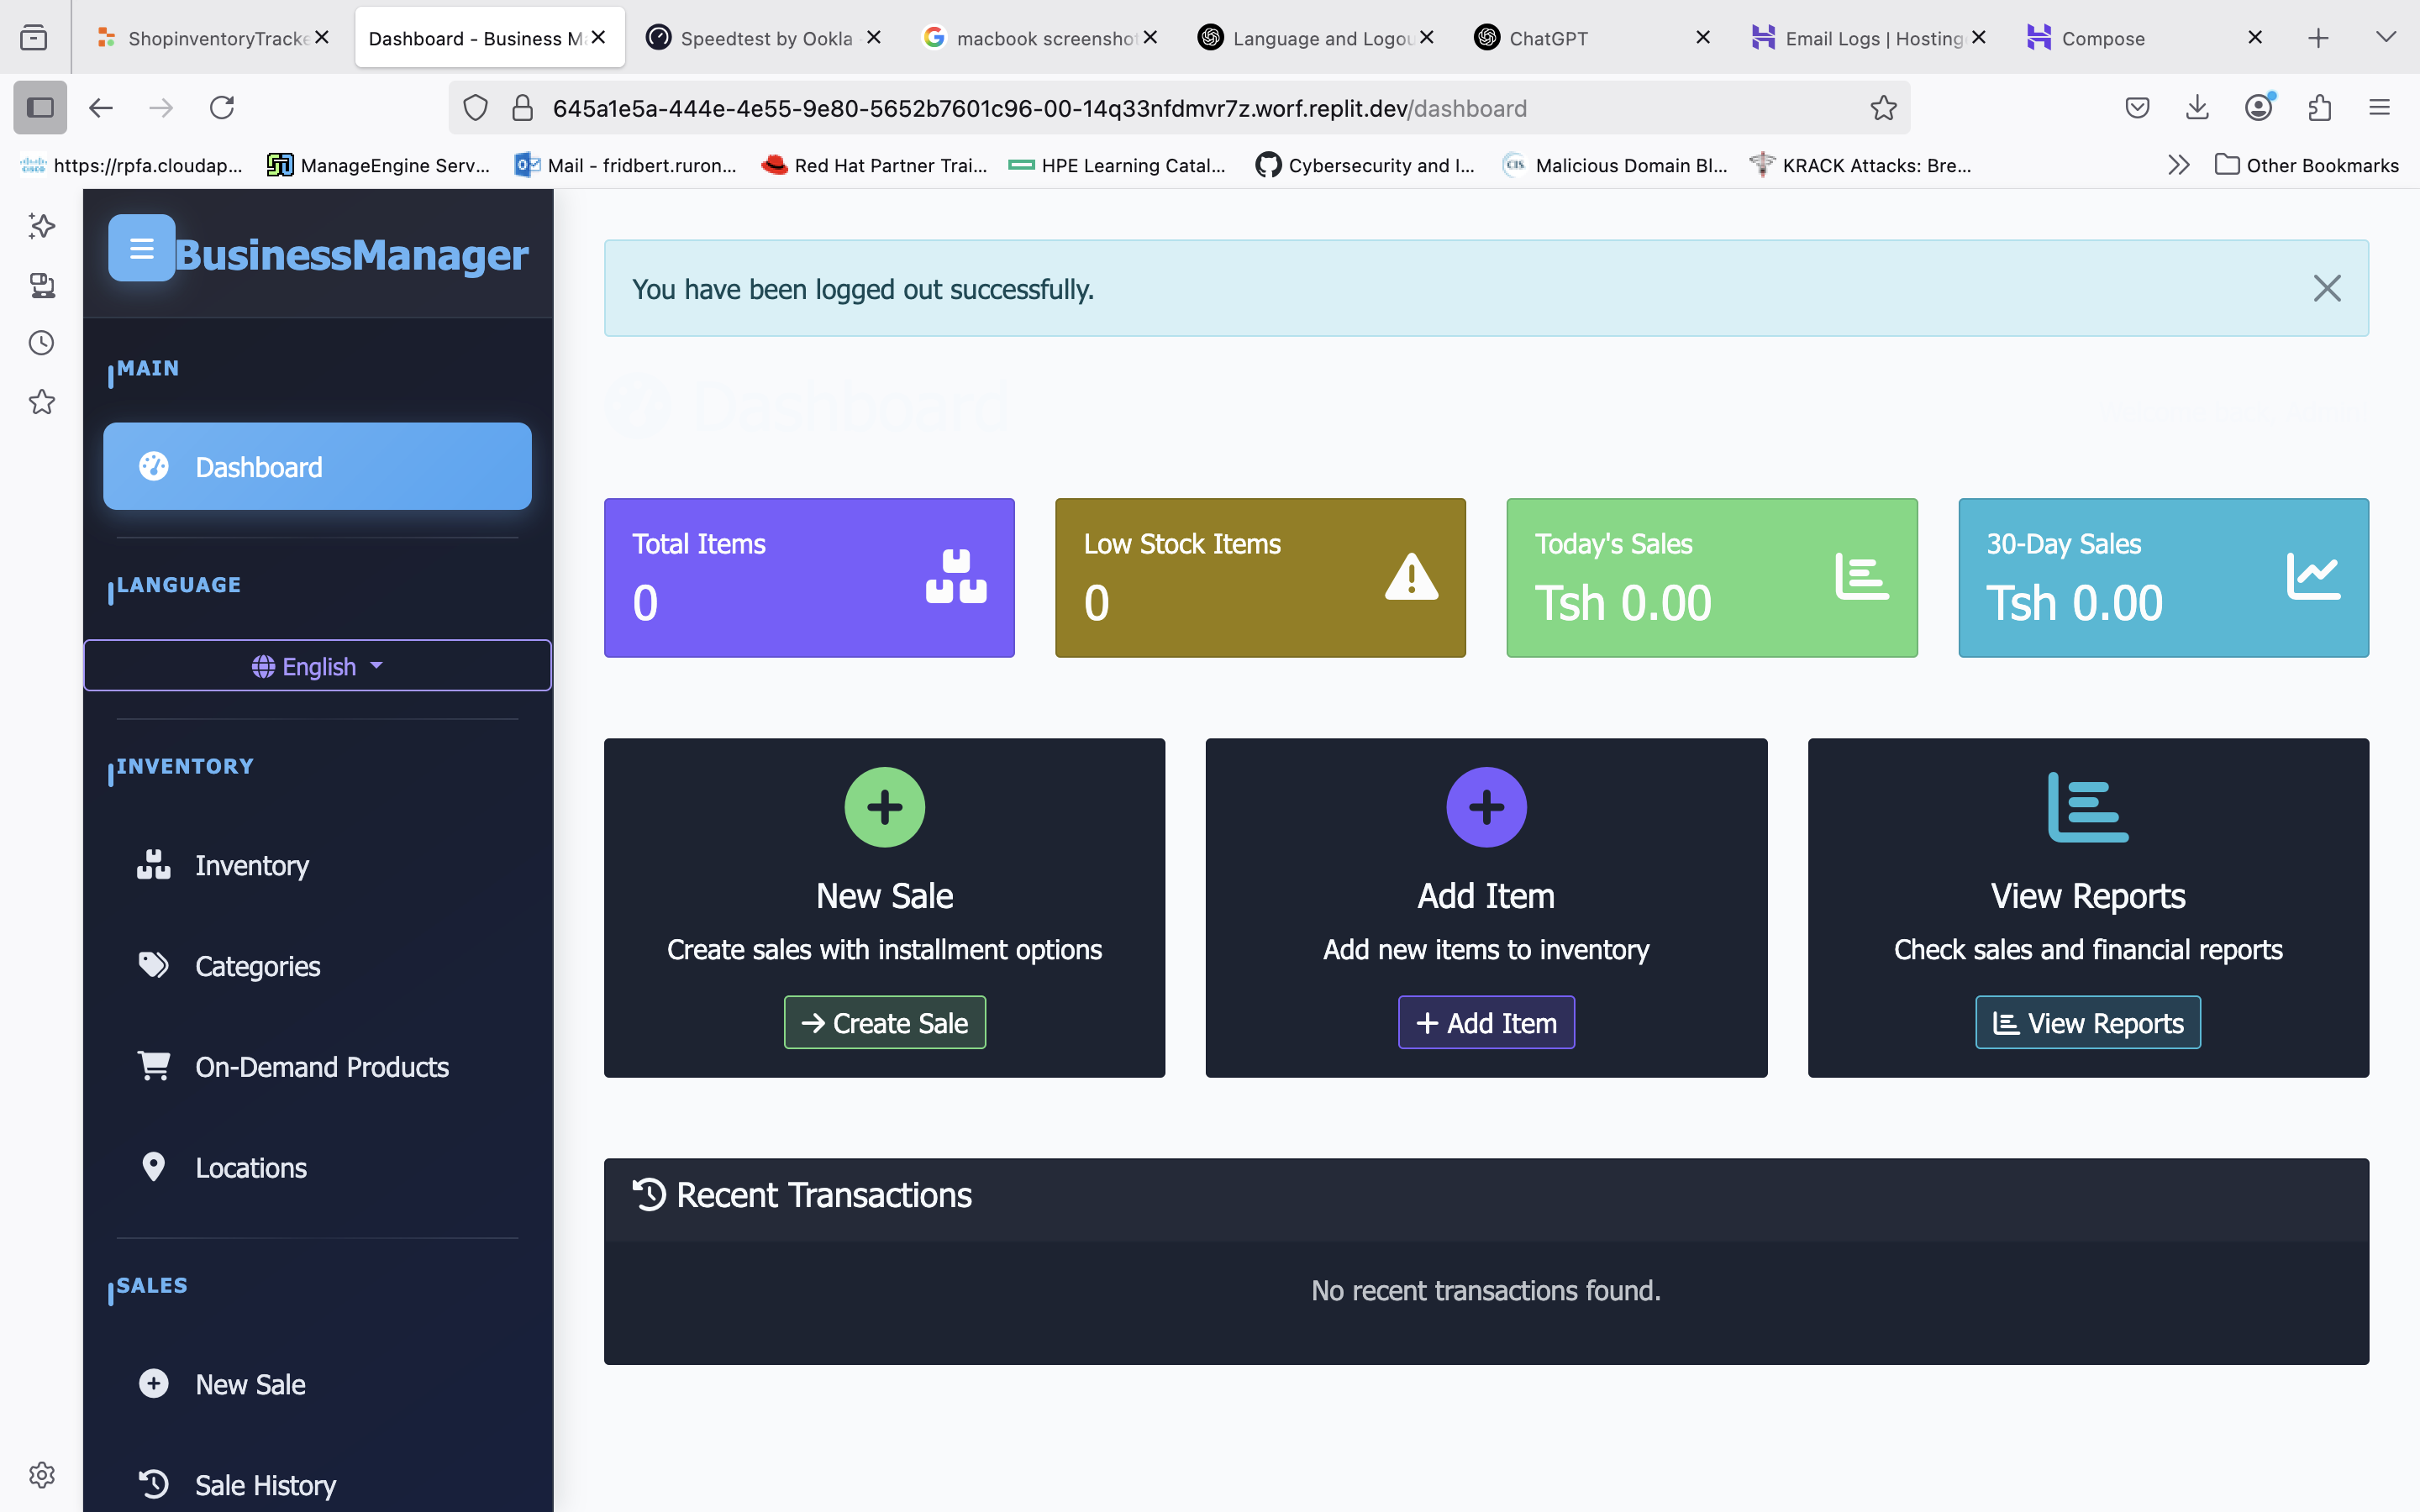 ShopinventoryTracke
Dashboard - Business M
Speedtest by Ookla
macbook screenshot
Language and Logou
ChatGPT
Email Logs | Hosting
Compose
645a1e5a-444e-4e55-9e80-5652b7601c96-00-14q33nfdmvr7z.worf.replit.dev/dashboard
https://rpfa.cloudap...
ManageEngine Serv...
Mail - fridbert.ruron...
Red Hat Partner Trai...
HPE Learning Catal...
Cybersecurity and I...
Malicious Domain Bl...
KRACK Attacks: Bre...
Other Bookmarks
BusinessManager
MAIN
Dashboard
LANGUAGE
English
INVENTORY
Inventory
Categories
On-Demand Products
Locations
SALES
New Sale
Sale History
You have been logged out successfully.
Dashboard
Total Items
0
Low Stock Items
0
Today's Sales
Tsh 0.00
30-Day Sales
Tsh 0.00
New Sale
Create sales with installment options
Create Sale
Add Item
Add new items to inventory
Add Item
View Reports
Check sales and financial reports
View Reports
Recent Transactions
No recent transactions found.